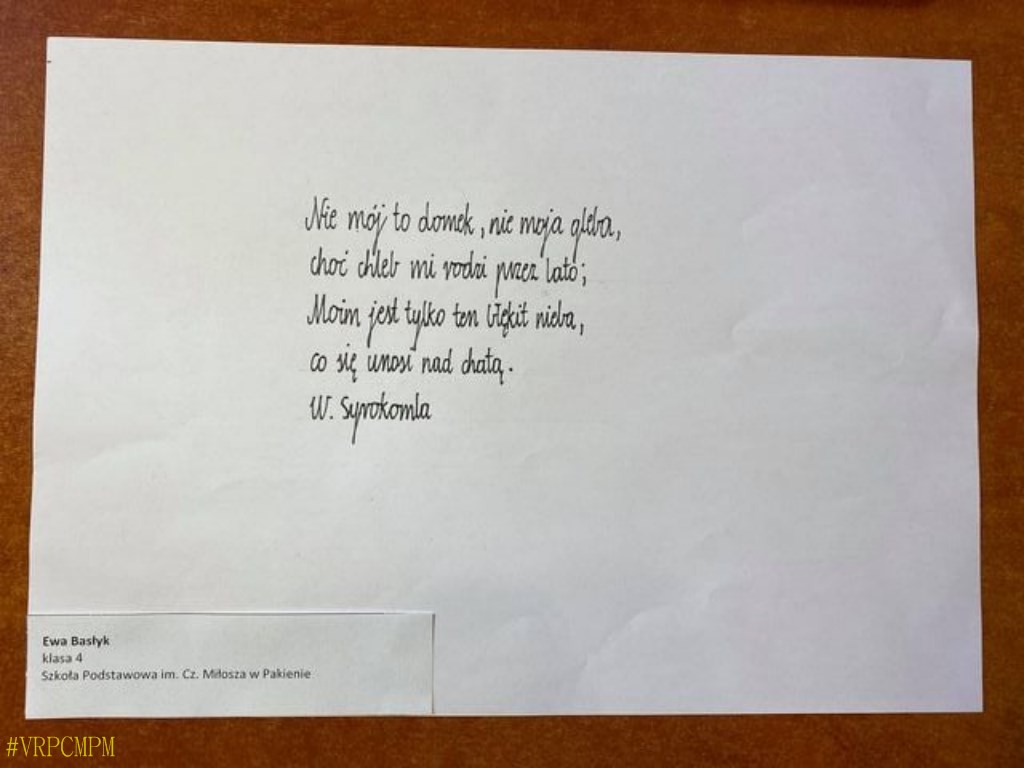 Nie mój to domek, nie moja gleba,
choć chleb mi rodzi przez lato;
Moim jest tylko ten błękit nieba,
co się unosi nad chatą.
W. Syrokomla
Ewa Basłyk
klasa 4
Szkoła Podstawowa im. Cz. Miłosza w Pakienie
#VRPCMPM